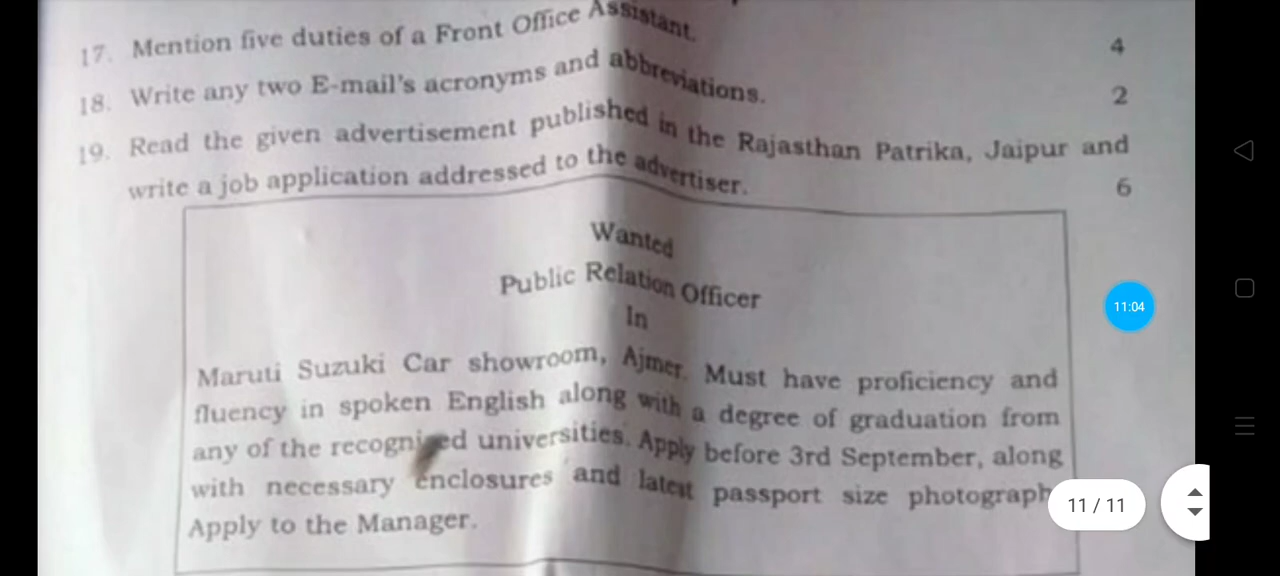 17. Mention five duties of a Front Office Assistant.
4
18. Write any two E-mail's acronyms and abbreviations.
2
19. Read the given advertisement published in the Rajasthan Patrika, Jaipur and
write a job application addressed to the advertiser.
6
Wanted
Public Relation Officer
In
Maruti Suzuki Car showroom, Ajmer. Must have proficiency and
fluency in spoken English along with a degree of graduation from
any of the recognised universities. Apply before 3rd September, along
with necessary enclosures and latest passport size photograph
Apply to the Manager.
11:04
11 / 11